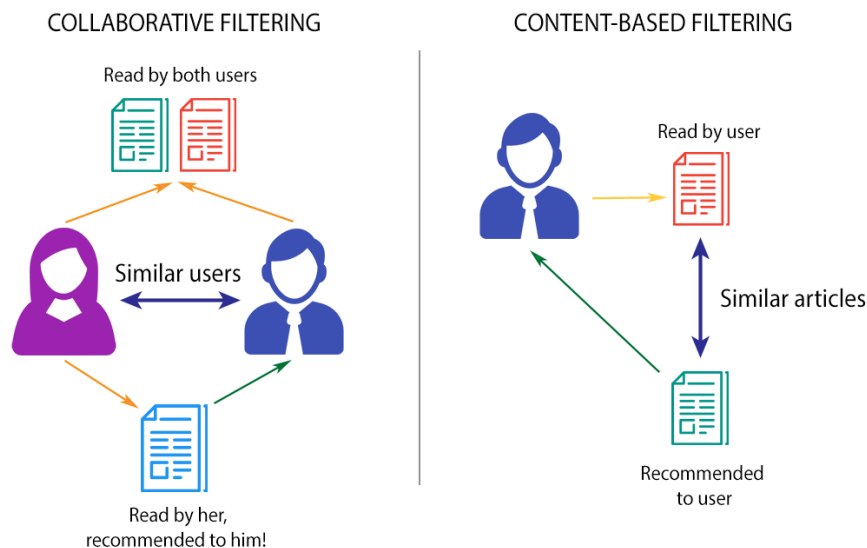 COLLABORATIVE FILTERING
Read by both users
Similar users
Read by her,
recommended to him!
CONTENT-BASED FILTERING
Read by user
Similar articles
Recommended
to user